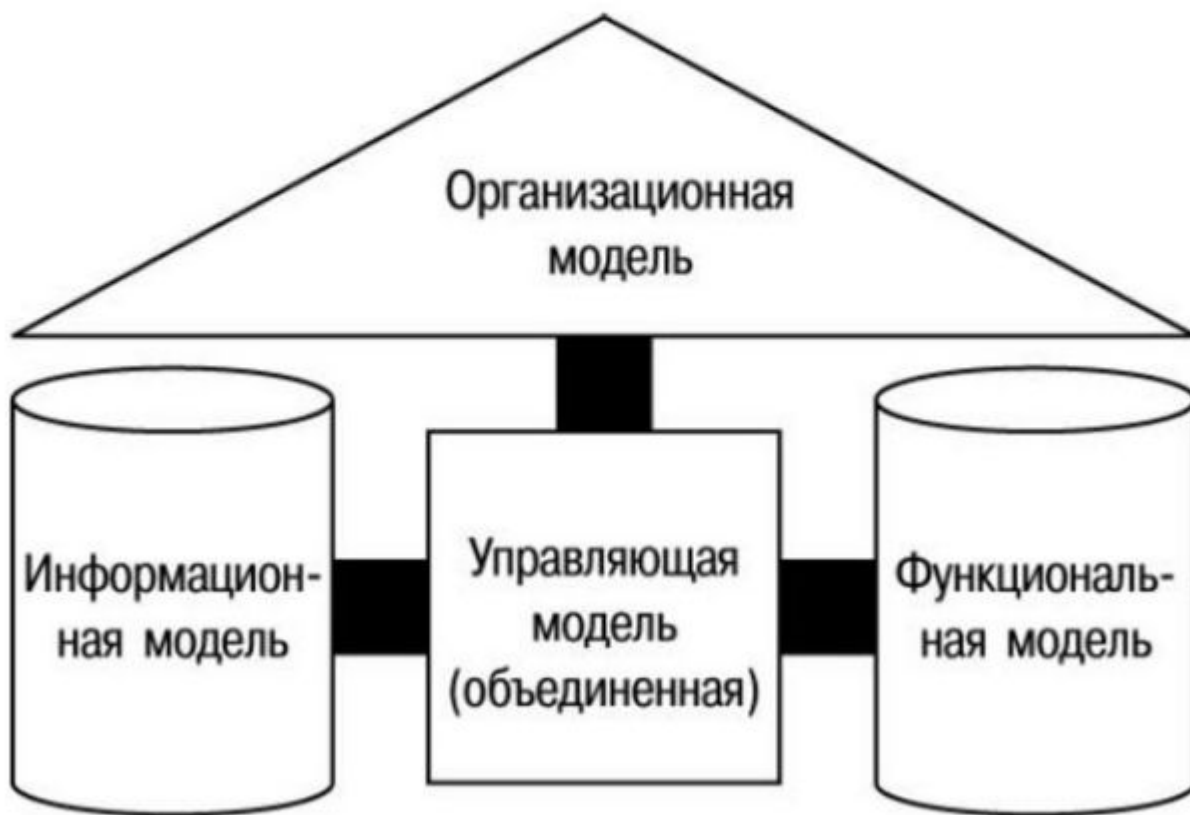 Организационная
модель
Информацион-
ная модель
Управляющая
модель
(объединенная)
Функциональ-
ная модель